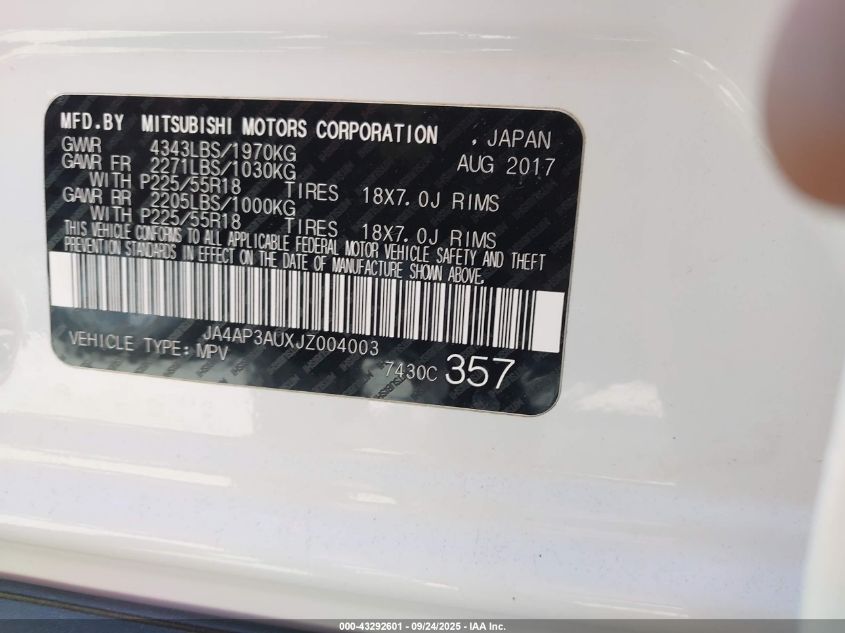 MFD.BY MITSUBISHI MOTORS CORPORATION , JAPAN
GVWR 4343LBS/1970KG AUG 2017
GAWR FR 2271LBS/1030KG
WITH P225/55R18 TIRES 18X7.0J RIMS
GAWR RR 2205LBS/1000KG
WITH P225/55R18 TIRES 18X7.0J RIMS
THIS VEHICLE CONFORMS TO ALL APPLICABLE FEDERAL MOTOR VEHICLE SAFETY AND THEFT
PREVENTION STANDARDS IN EFFECT ON THE DATE OF MANUFACTURE SHOWN ABOVE.
JA4AP3AUXJZ004003
VEHICLE TYPE: MPV
7430C 357
000-43292601 - 09/24/2025 - IAA Inc.